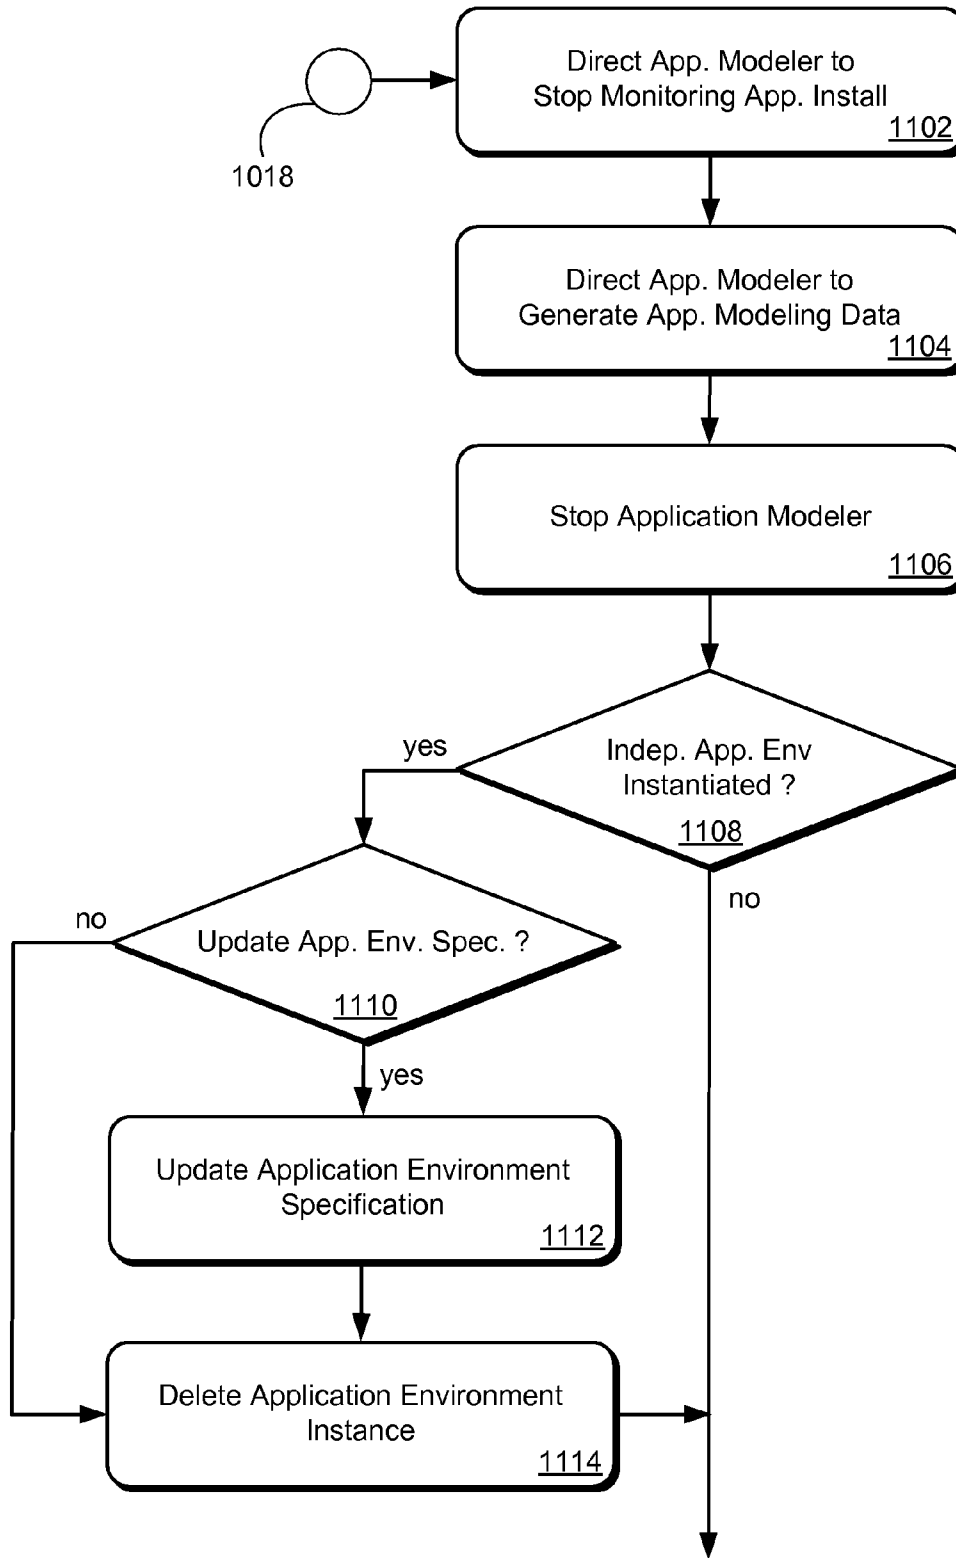 Direct App. Modeler to
Stop Monitoring App. Install
1102
1018
Direct App. Modeler to
Generate App. Modeling Data
1104
Stop Application Modeler
1106
Indep. App. Env
Instantiated ?
1108
yes
no
Update App. Env. Spec. ?
1110
no
yes
Update Application Environment
Specification
1112
Delete Application Environment
Instance
1114